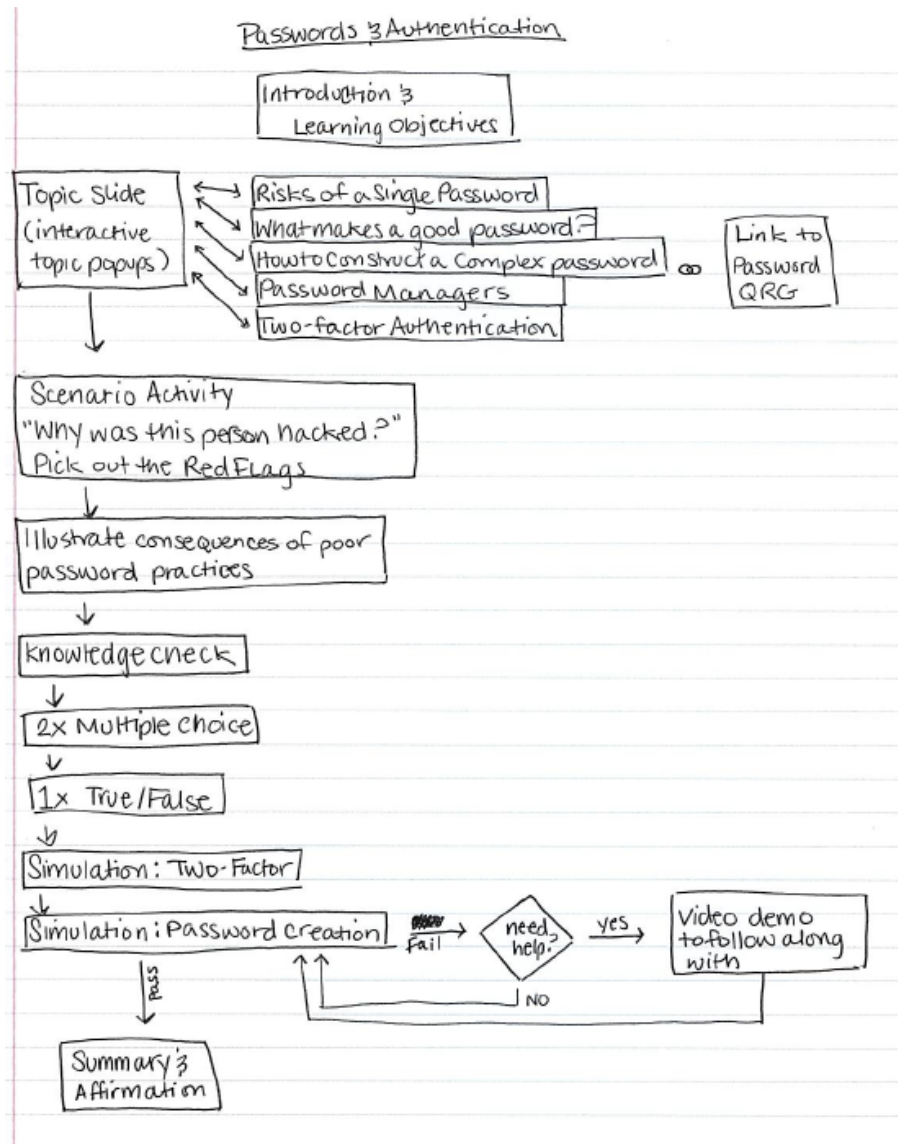 Passwords & Authentication
Introduction &
Learning Objectives
Topic Slide
(interactive
topic popups)
Risks of a Single Password
What makes a good password?
How to Construct a Complex password
Password Managers
Two-factor Authentication
Link to
Password
QRG
Scenario Activity
"Why was this person hacked?"
Pick out the Red Flags
Illustrate consequences of poor
password practices
Knowledge check
2x Multiple Choice
1x True/False
Simulation: Two-Factor
Simulation: Password Creation
Fail
need
help?
yes
Video demo
to follow along
with
NO
Pass
Summary &
Affirmation